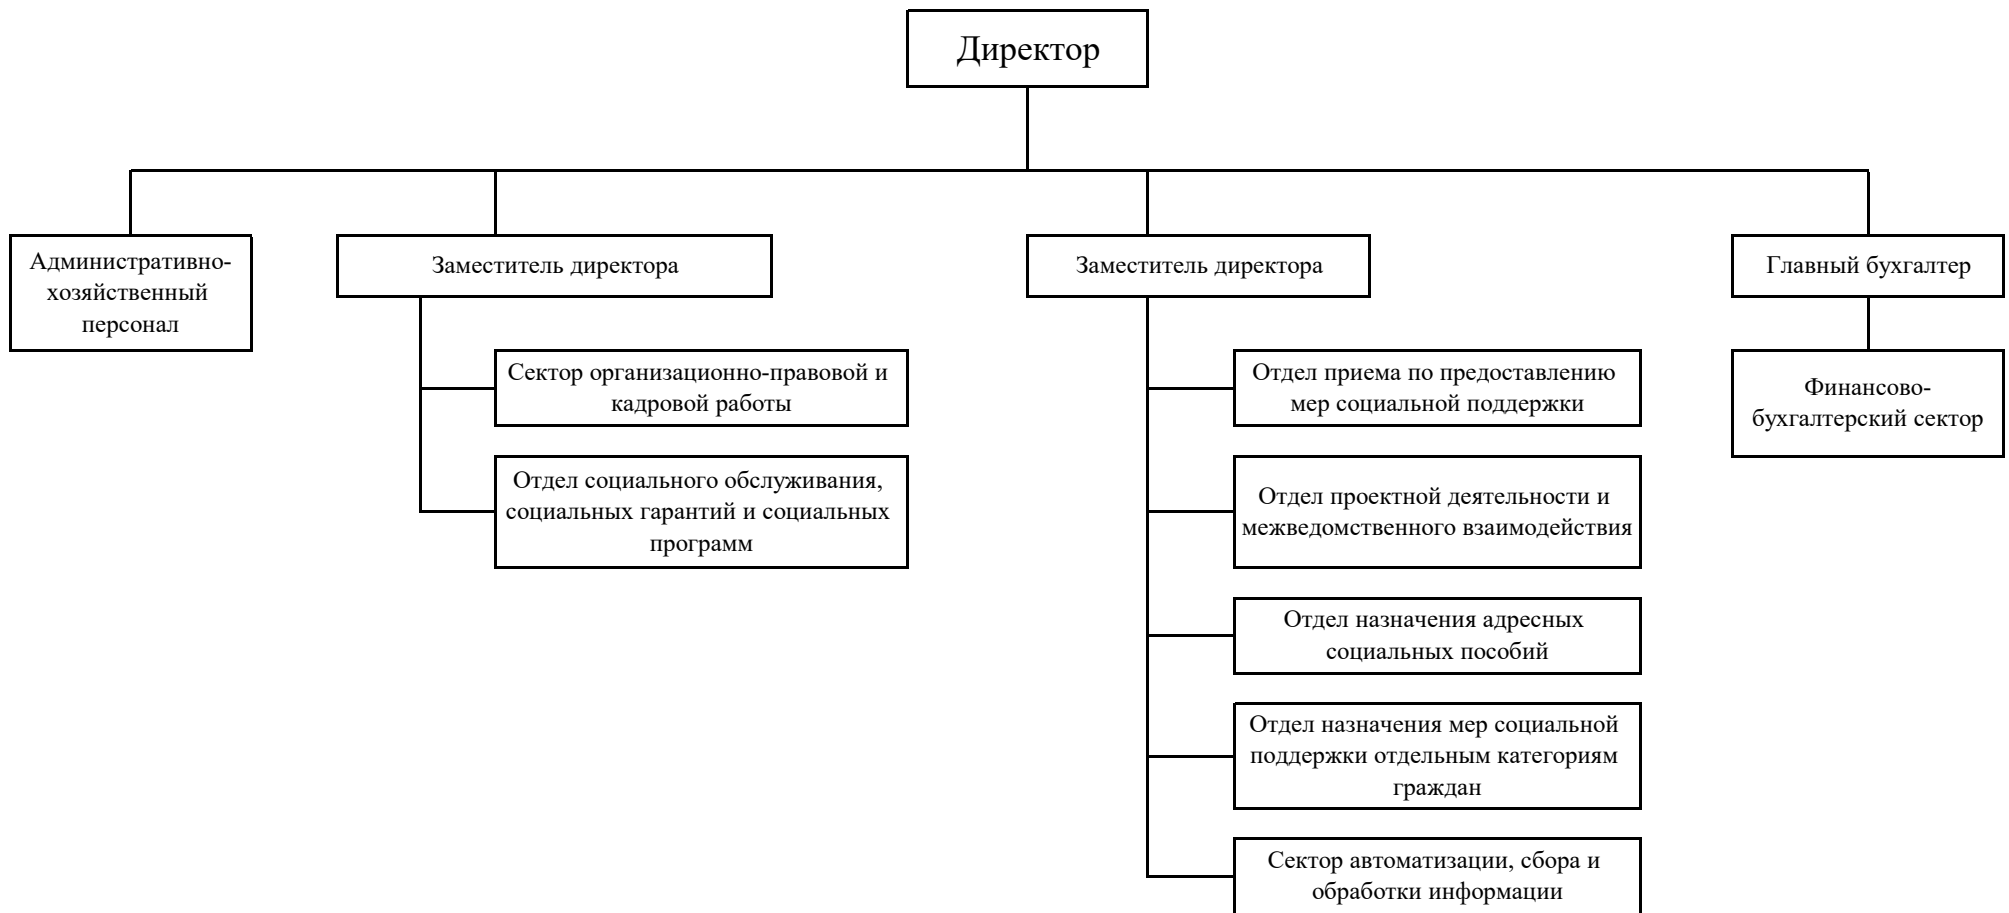 Директор
Административно-
хозяйственный
персонал
Заместитель директора
Заместитель директора
Главный бухгалтер
Сектор организационно-правовой и
кадровой работы
Отдел социального обслуживания,
социальных гарантий и социальных
программ
Отдел приема по предоставлению
мер социальной поддержки
Отдел проектной деятельности и
межведомственного взаимодействия
Отдел назначения адресных
социальных пособий
Отдел назначения мер социальной
поддержки отдельным категориям
граждан
Сектор автоматизации, сбора и
обработки информации
Финансово-
бухгалтерский сектор